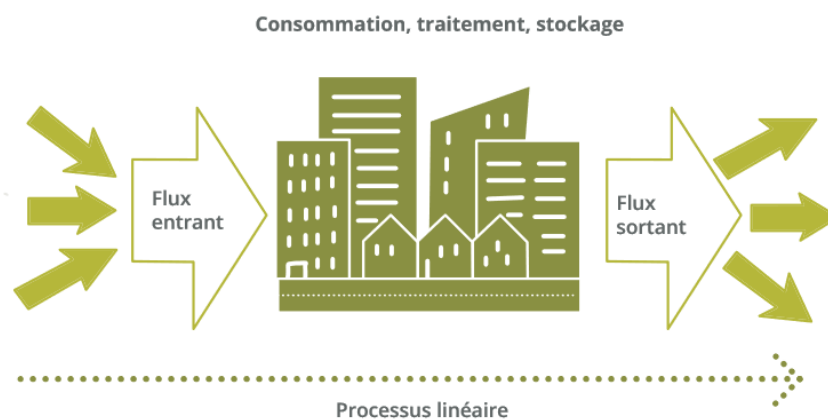 Consommation, traitement, stockage
Flux
entrant
Flux
sortant
Processus linéaire